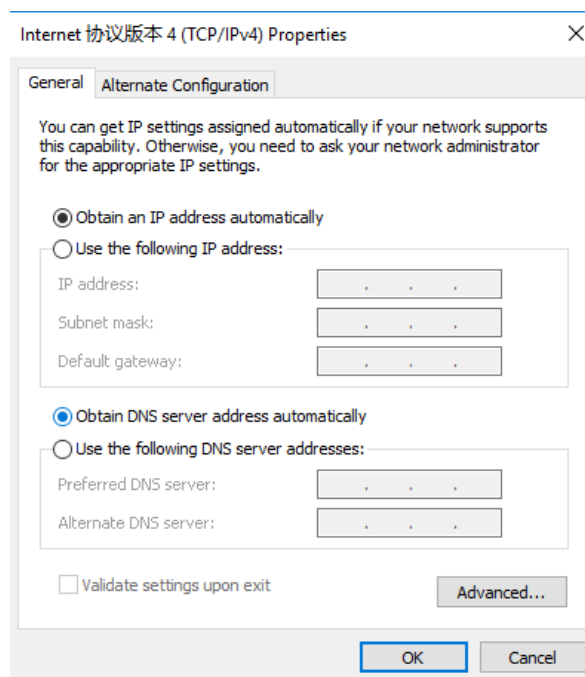 Internet 协议版本 4 (TCP/IPv4) Properties
General
Alternate Configuration
You can get IP settings assigned automatically if your network supports
this capability. Otherwise, you need to ask your network administrator
for the appropriate IP settings.
Obtain an IP address automatically
Use the following IP address:
IP address:
Subnet mask:
Default gateway:
Obtain DNS server address automatically
Use the following DNS server addresses:
Preferred DNS server:
Alternate DNS server:
Validate settings upon exit
Advanced...
OK
Cancel